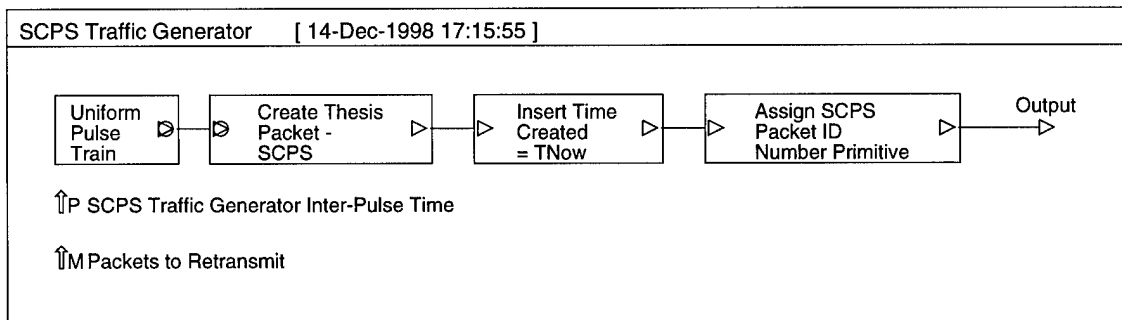 SCPS Traffic Generator [ 14-Dec-1998 17:15:55 ]
Uniform
Pulse
Train
Create Thesis
Packet -
SCPS
Insert Time
Created
= TNow
Assign SCPS
Packet ID
Number Primitive
Output
⇑P SCPS Traffic Generator Inter-Pulse Time
⇑M Packets to Retransmit